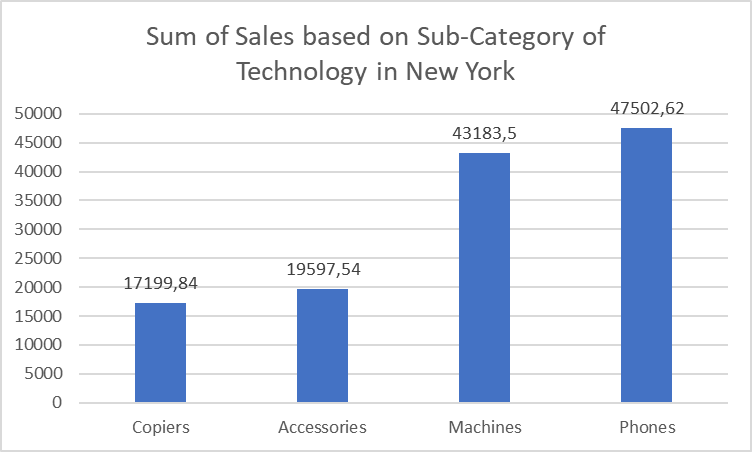 Sum of Sales based on Sub-Category of
Technology in New York
50000
45000
40000
35000
30000
25000
20000
15000
10000
5000
0
17199,84
19597,54
43183,5
47502,62
Copiers
Accessories
Machines
Phones